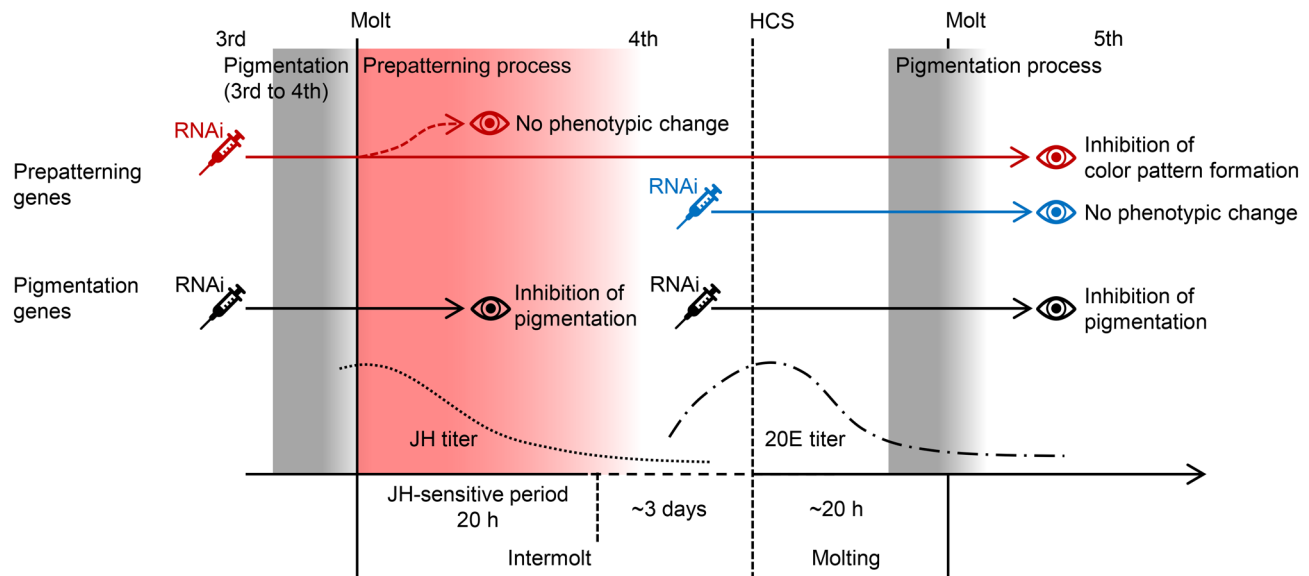 Molt
HCS
Molt
3rd
4th
5th
Pigmentation
(3rd to 4th)
Prepatterning process
Pigmentation process
RNAi
No phenotypic change
Prepatterning
genes
Inhibition of
color pattern formation
RNAi
No phenotypic change
Pigmentation
genes
RNAi
Inhibition of
pigmentation
RNAi
Inhibition of
pigmentation
JH titer
20E titer
JH-sensitive period
20 h
~3 days
~20 h
Intermolt
Molting